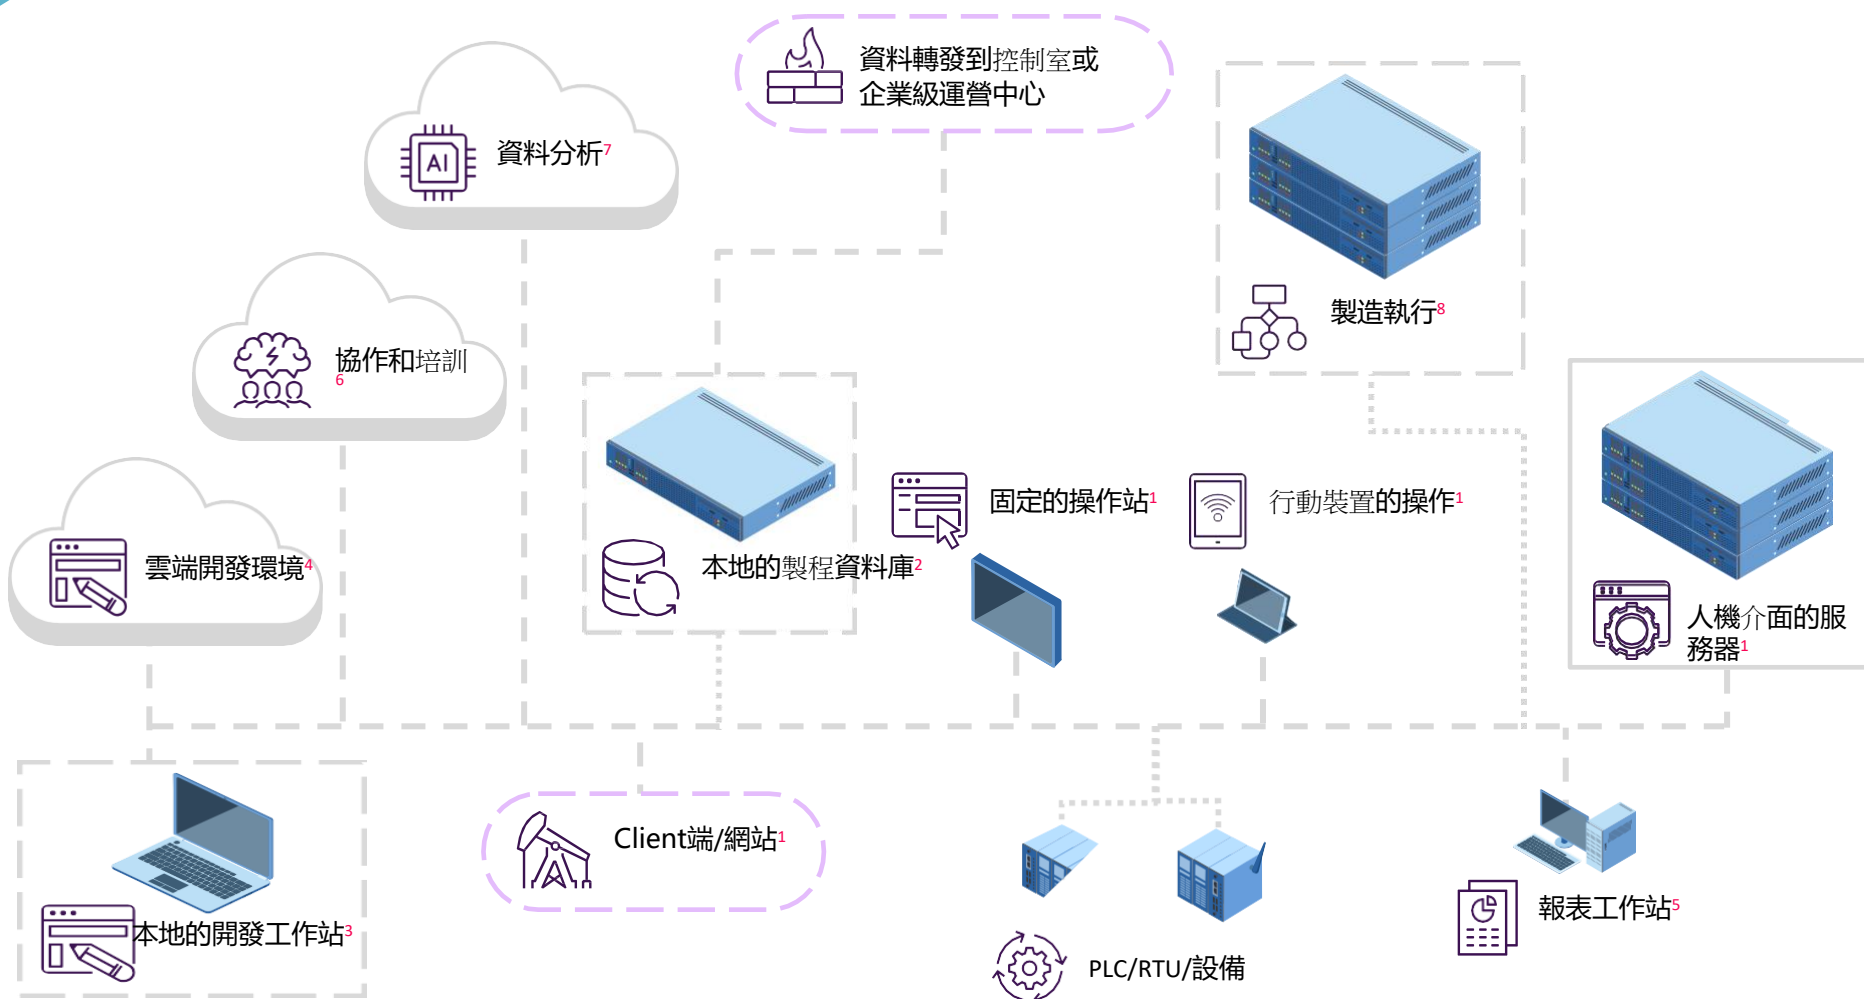 資料轉發到控制室或
企業級運營中心
資料分析7
AI
製造執行8
協作和培訓
6
固定的操作站1
行動裝置的操作1
雲端開發環境4
本地的製程資料庫2
人機介面的服
務器1
Client端/網站1
本地的開發工作站3
報表工作站5
PLC/RTU/設備